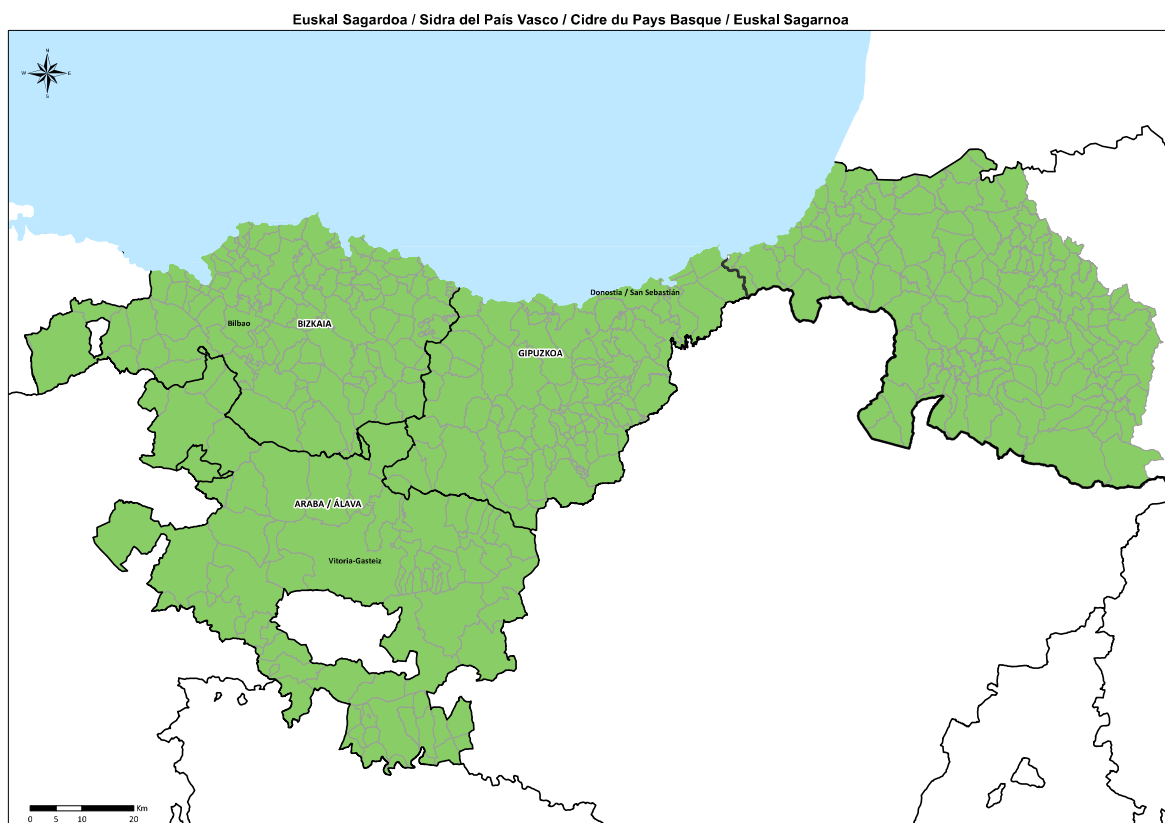 Euskal Sagardoa / Sidra del País Vasco / Cidre du Pays Basque / Euskal Sagarnoa
N
W E
S
Donostia / San Sebastián
Bilbao
BIZKAIA
GIPUZKOA
ARABA / ÁLAVA
Vitoria-Gasteiz
Km
0 5 10 20